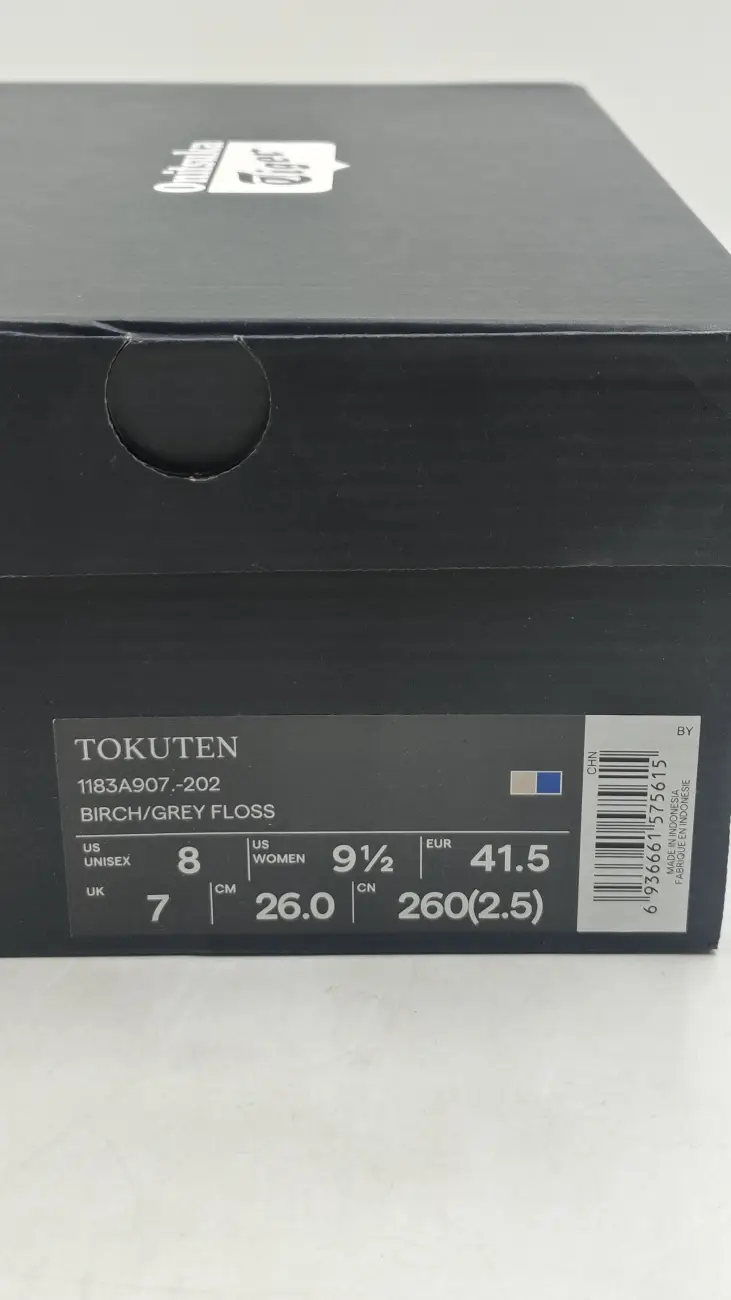 Onitsuka
Tiger
TOKUTEN
1183A907.-202
BIRCH/GREY FLOSS
US UNISEX 8 US WOMEN 9½ EUR 41.5
UK 7 CM 26.0 CN 260(2.5)
BY
CHN
6 936661 575615
MADE IN INDONESIA
FABRIQUE EN INDONESIE